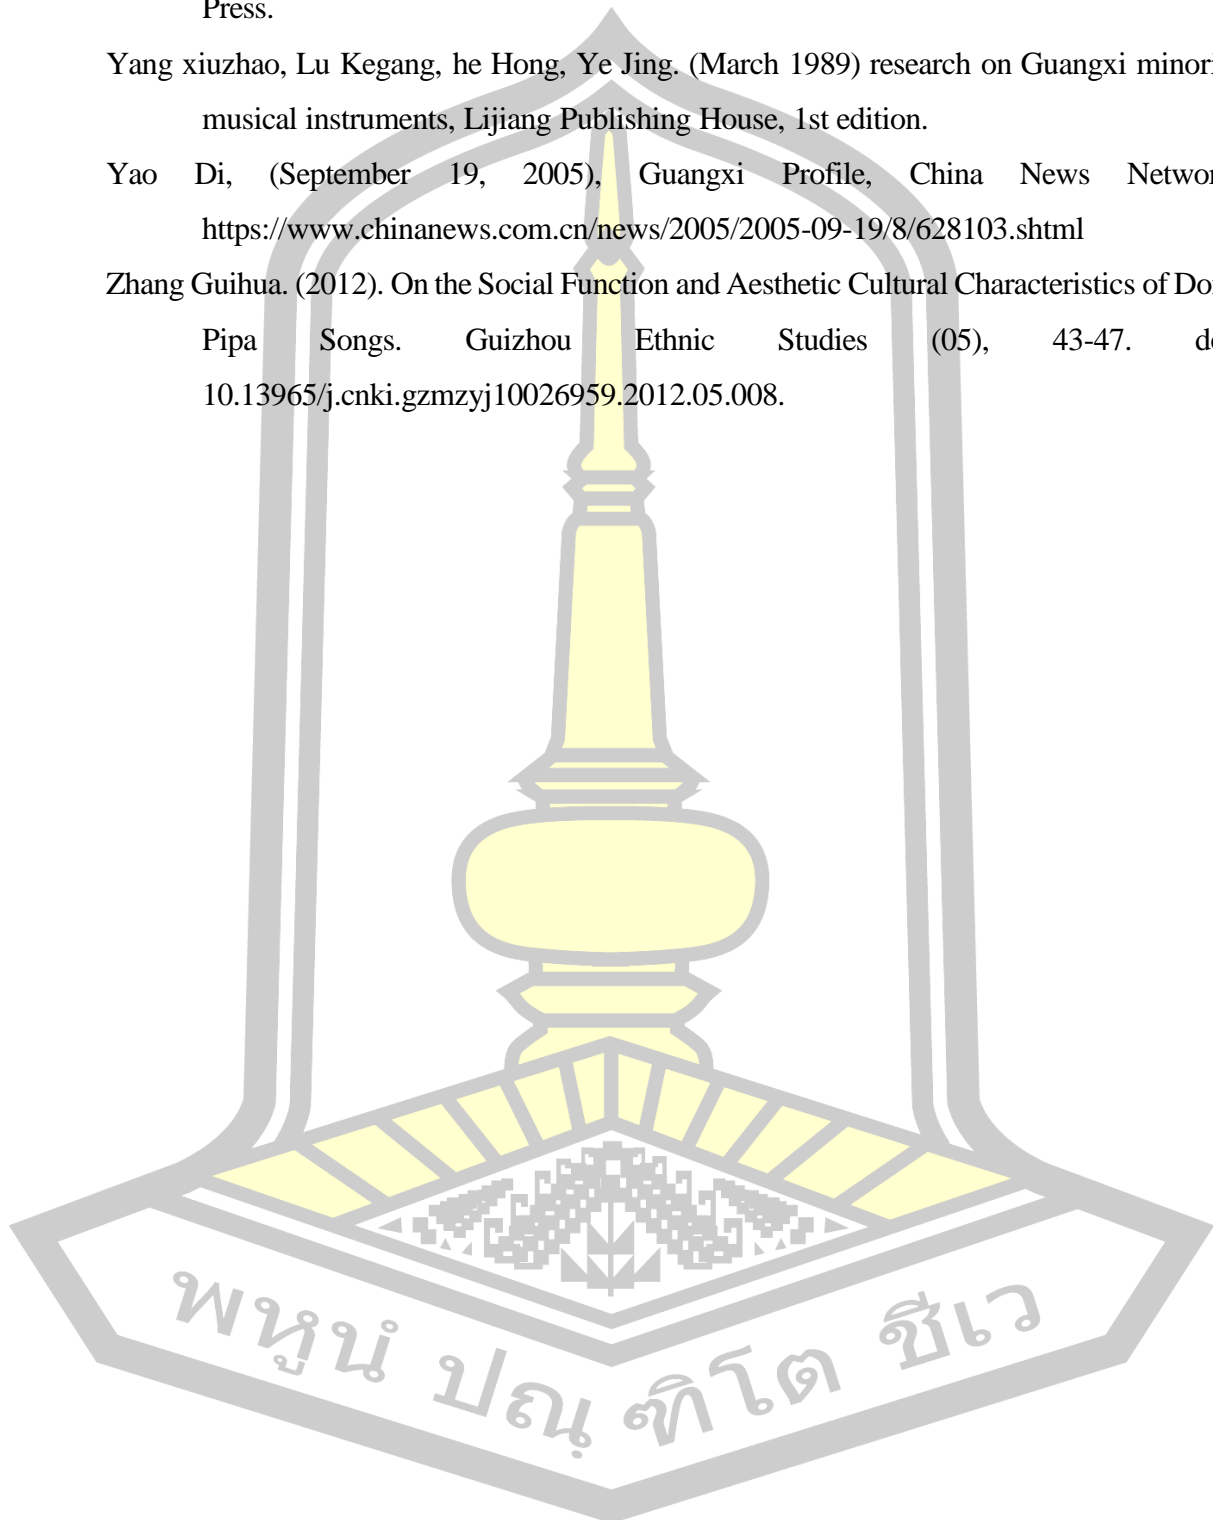 Press.
Yang xiuzhao, Lu Kegang, he Hong, Ye Jing. (March 1989) research on Guangxi
musical instruments, Lijiang Publishing House, 1st edition.
Yao Di, (September 19, 2005), Guangxi Profile, China News
https://www.chinanews.com.cn/news/2005/2005-09-19/8/628103.shtml
Zhang Guihua. (2012). On the Social Function and Aesthetic Cultural Characteristics of
Pipa Songs. Guizhou Ethnic Studies (05), 43-47.
10.13965/j.cnki.gzmzyj10026959.2012.05.008.
พหูนํ ปณฺฑิโต ชีเว